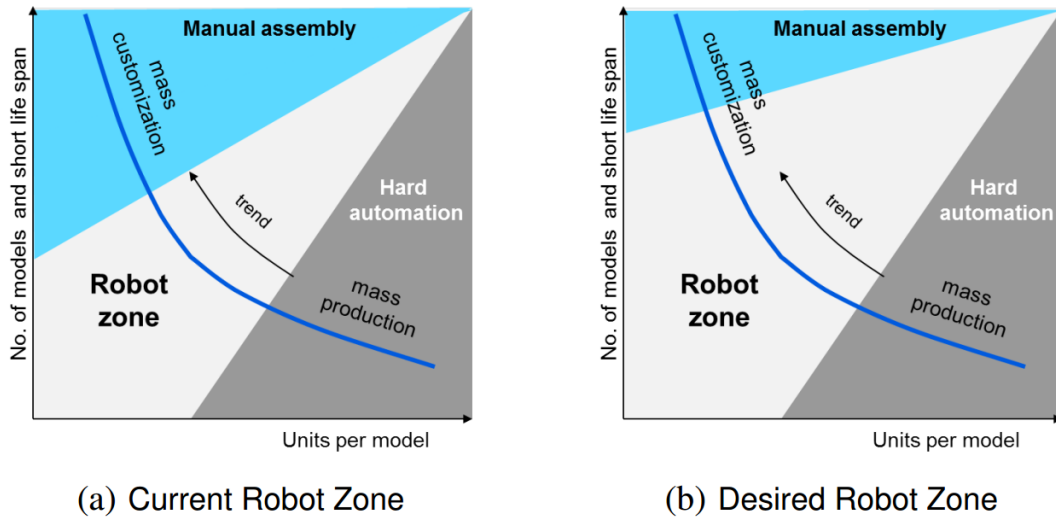 No. of models and short life span
Manual assembly
mass
customization
trend
Hard
automation
Robot
zone
mass
production
Units per model
(a) Current Robot Zone
No. of models and short life span
Manual assembly
mass
customization
trend
Hard
automation
Robot
zone
mass
production
Units per model
(b) Desired Robot Zone